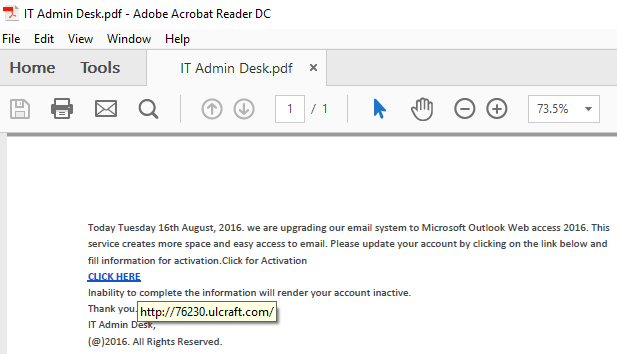 IT Admin Desk.pdf - Adobe Acrobat Reader DC
File Edit View Window Help
Home Tools IT Admin Desk.pdf ×
1 / 1 73.5%
Today Tuesday 16th August, 2016. we are upgrading our email system to Microsoft Outlook Web access 2016. This
service creates more space and easy access to email. Please update your account by clicking on the link below and
fill information for activation.Click for Activation
CLICK HERE
Inability to complete the information will render your account inactive.
Thank you.
http://76230.ulcraft.com/
IT Admin Desk,
(@)2016. All Rights Reserved.